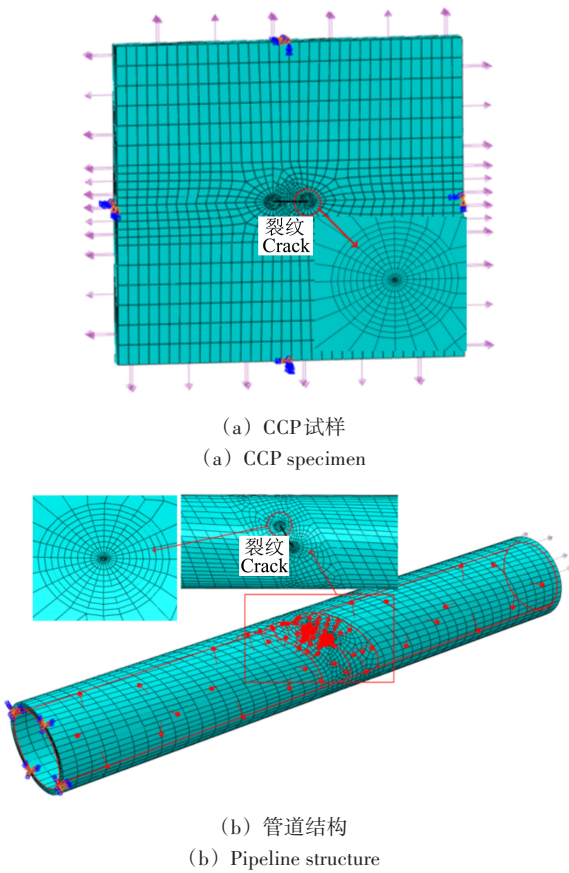 裂纹
Crack
（a）CCP试样
（a）CCP specimen
裂纹
Crack
（b）管道结构
（b）Pipeline structure